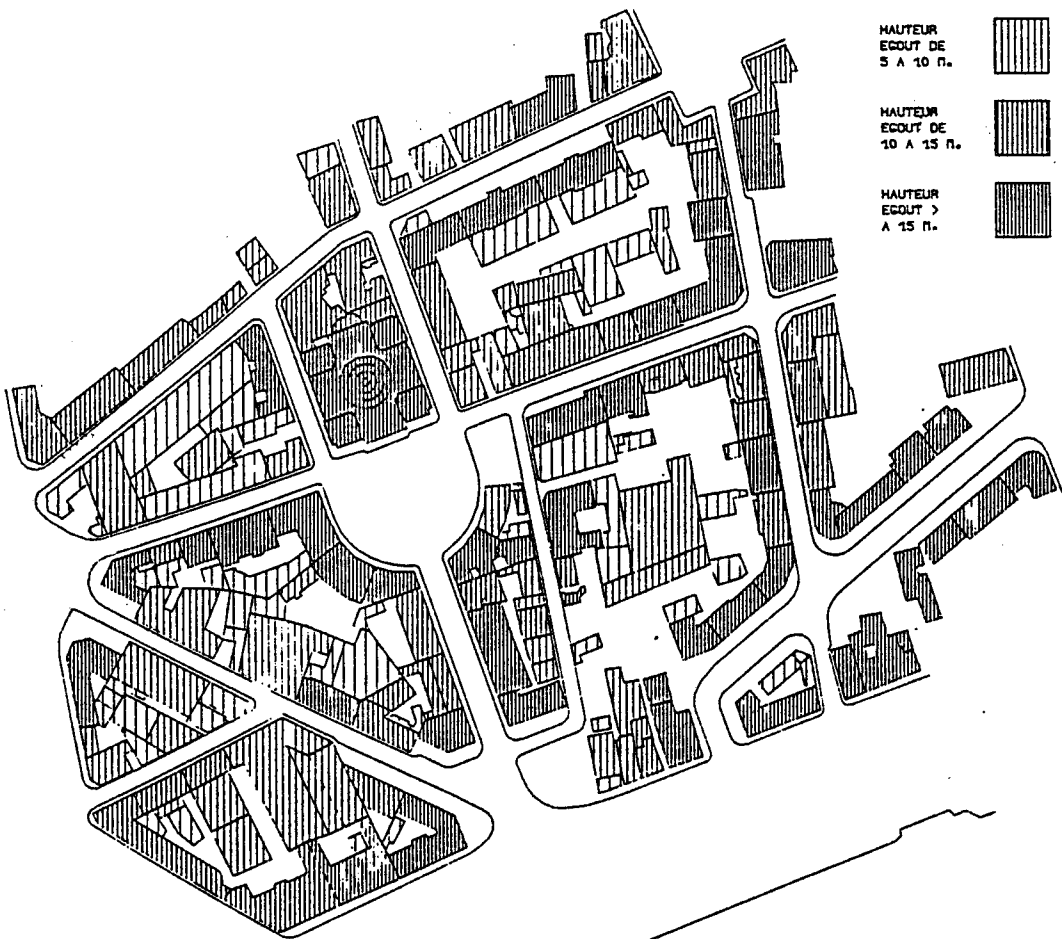 HAUTEUR
EGOUT DE
5 A 10 M.
HAUTEUR
EGOUT DE
10 A 15 M.
HAUTEUR
EGOUT >
A 15 M.